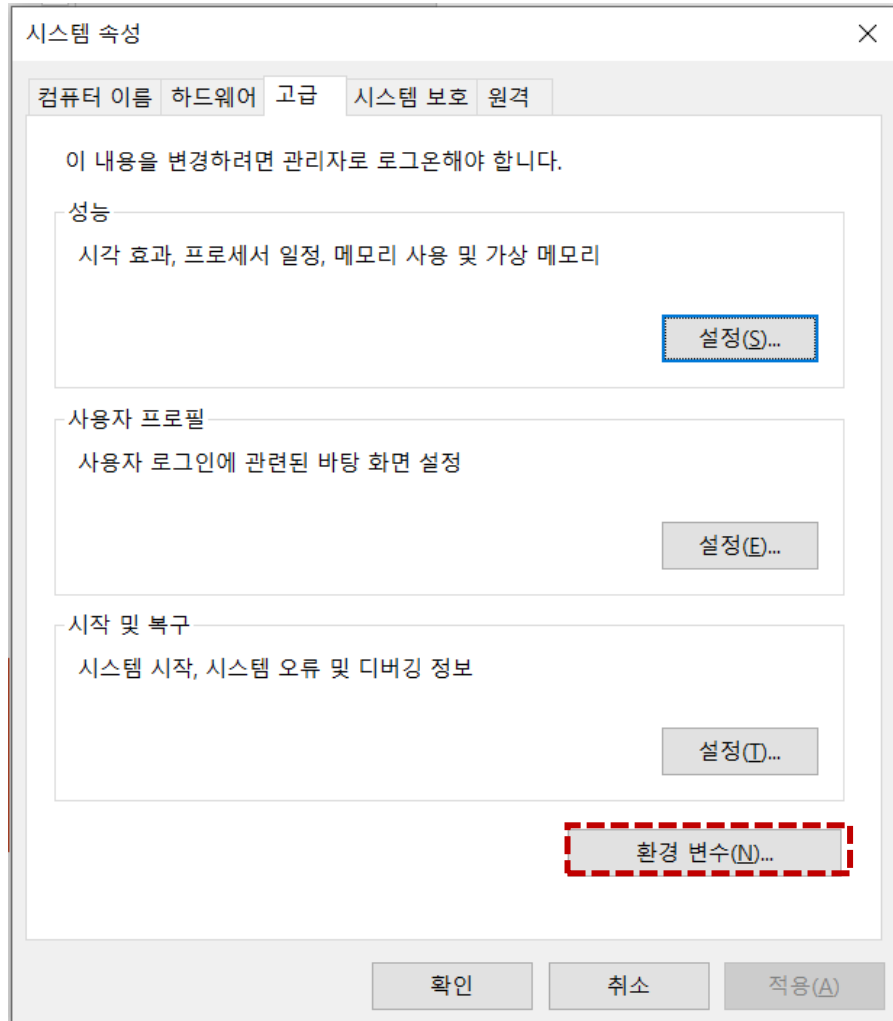 시스템 속성
컴퓨터 이름 하드웨어 고급 시스템 보호 원격
이 내용을 변경하려면 관리자로 로그온해야 합니다.
성능
시각 효과, 프로세서 일정, 메모리 사용 및 가상 메모리
설정(S)...
사용자 프로필
사용자 로그인에 관련된 바탕 화면 설정
설정(E)...
시작 및 복구
시스템 시작, 시스템 오류 및 디버깅 정보
설정(T)...
환경 변수(N)...
확인 취소 적용(A)